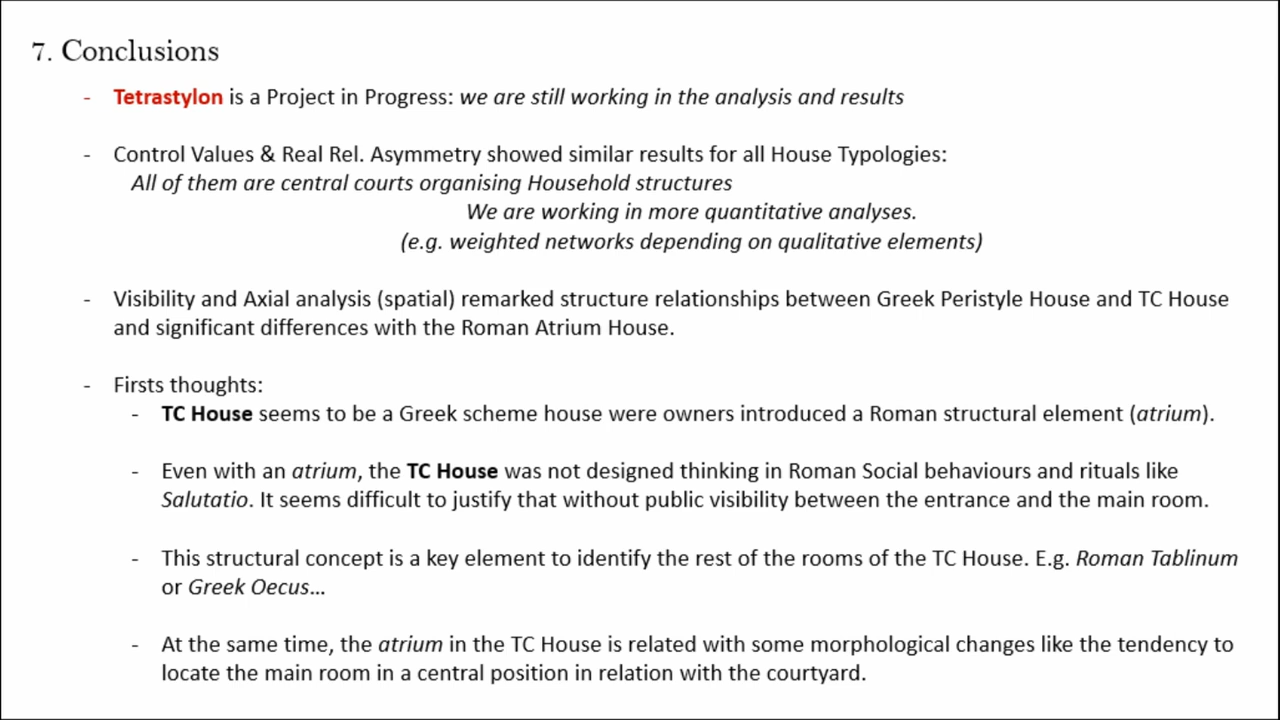 7. Conclusions
- Tetrastylon is a Project in Progress: we are still working in the analysis and results
- Control Values & Real Rel. Asymmetry showed similar results for all House Typologies:
All of them are central courts organising Household structures
We are working in more quantitative analyses.
(e.g. weighted networks depending on qualitative elements)
- Visibility and Axial analysis (spatial) remarked structure relationships between Greek Peristyle House and TC House
and significant differences with the Roman Atrium House.
- Firsts thoughts:
- TC House seems to be a Greek scheme house were owners introduced a Roman structural element (atrium).
- Even with an atrium, the TC House was not designed thinking in Roman Social behaviours and rituals like
Salutatio. It seems difficult to justify that without public visibility between the entrance and the main room.
- This structural concept is a key element to identify the rest of the rooms of the TC House. E.g. Roman Tablinum
or Greek Oecus...
- At the same time, the atrium in the TC House is related with some morphological changes like the tendency to
locate the main room in a central position in relation with the courtyard.